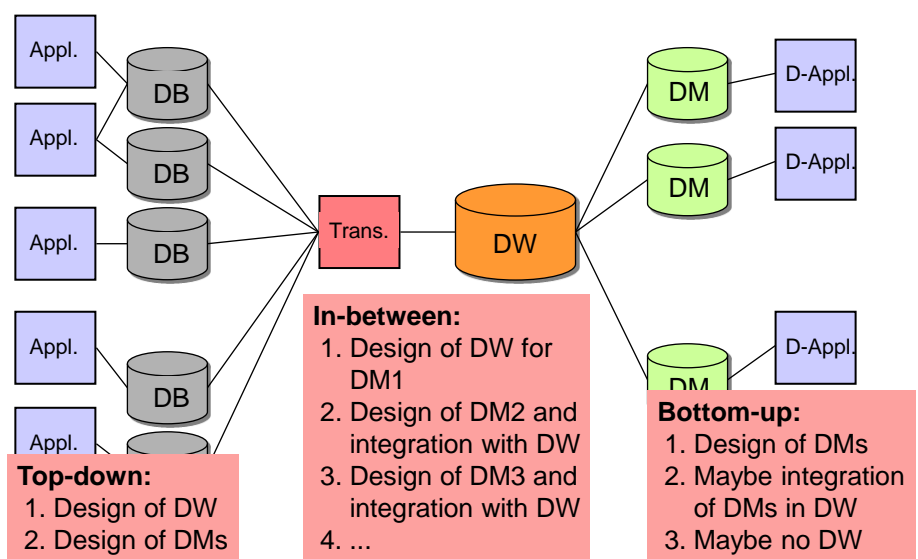 Appl.
DB
DM
D-Appl.
Appl.
DB
DM
D-Appl.
Appl.
DB
Trans.
DW
Appl.
DB
DM
D-Appl.
Appl.
In-between:
1. Design of DW for
DM1
2. Design of DM2 and
integration with DW
3. Design of DM3 and
integration with DW
4. ...
Top-down:
1. Design of DW
2. Design of DMs
Bottom-up:
1. Design of DMs
2. Maybe integration
of DMs in DW
3. Maybe no DW